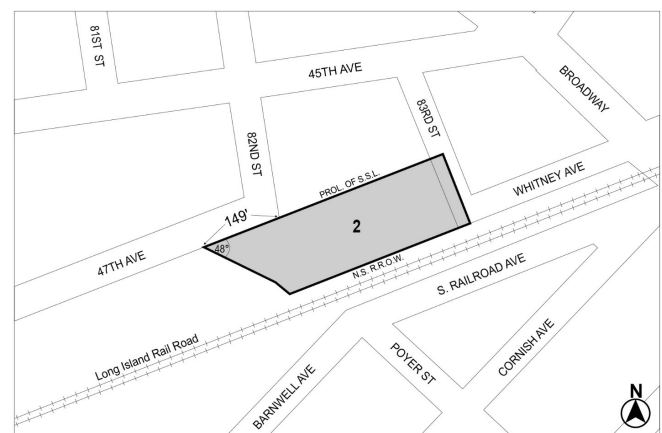 81ST ST
45TH AVE
BROADWAY
83RD ST
82ND ST
PROL. OF S.S.L.
WHITNEY AVE
149'
2
48°
47TH AVE
N.S. R.R.O.W.
S. RAILROAD AVE
Long Island Rail Road
POYER ST
CORNISH AVE
BARNWELL AVE
N